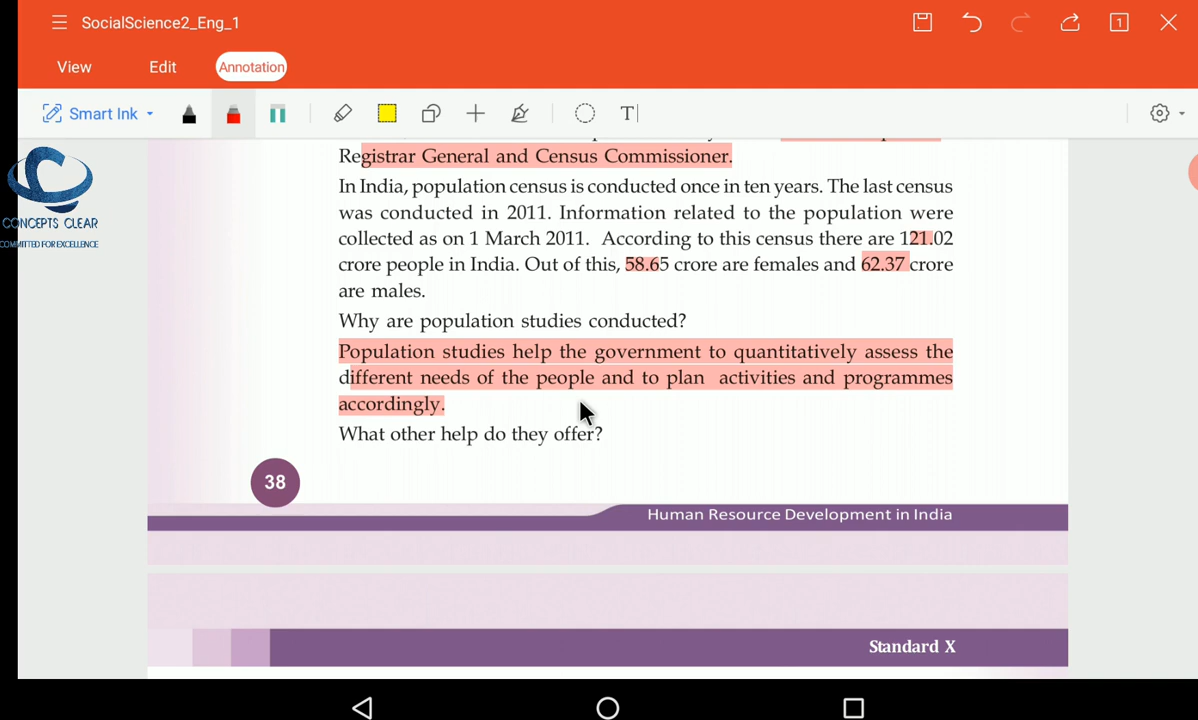 SocialScience2_Eng_1
1
View
Edit
Annotation
Smart Ink
T
CONCEPTS CLEAR
COMMITTED FOR EXCELLENCE
Registrar General and Census Commissioner.
In India, population census is conducted once in ten years. The last census
was conducted in 2011. Information related to the population were
collected as on 1 March 2011. According to this census there are 121.02
crore people in India. Out of this, 58.65 crore are females and 62.37 crore
are males.
Why are population studies conducted?
Population studies help the government to quantitatively assess the
different needs of the people and to plan activities and programmes
accordingly.
What other help do they offer?
38
Human Resource Development in India
Standard X